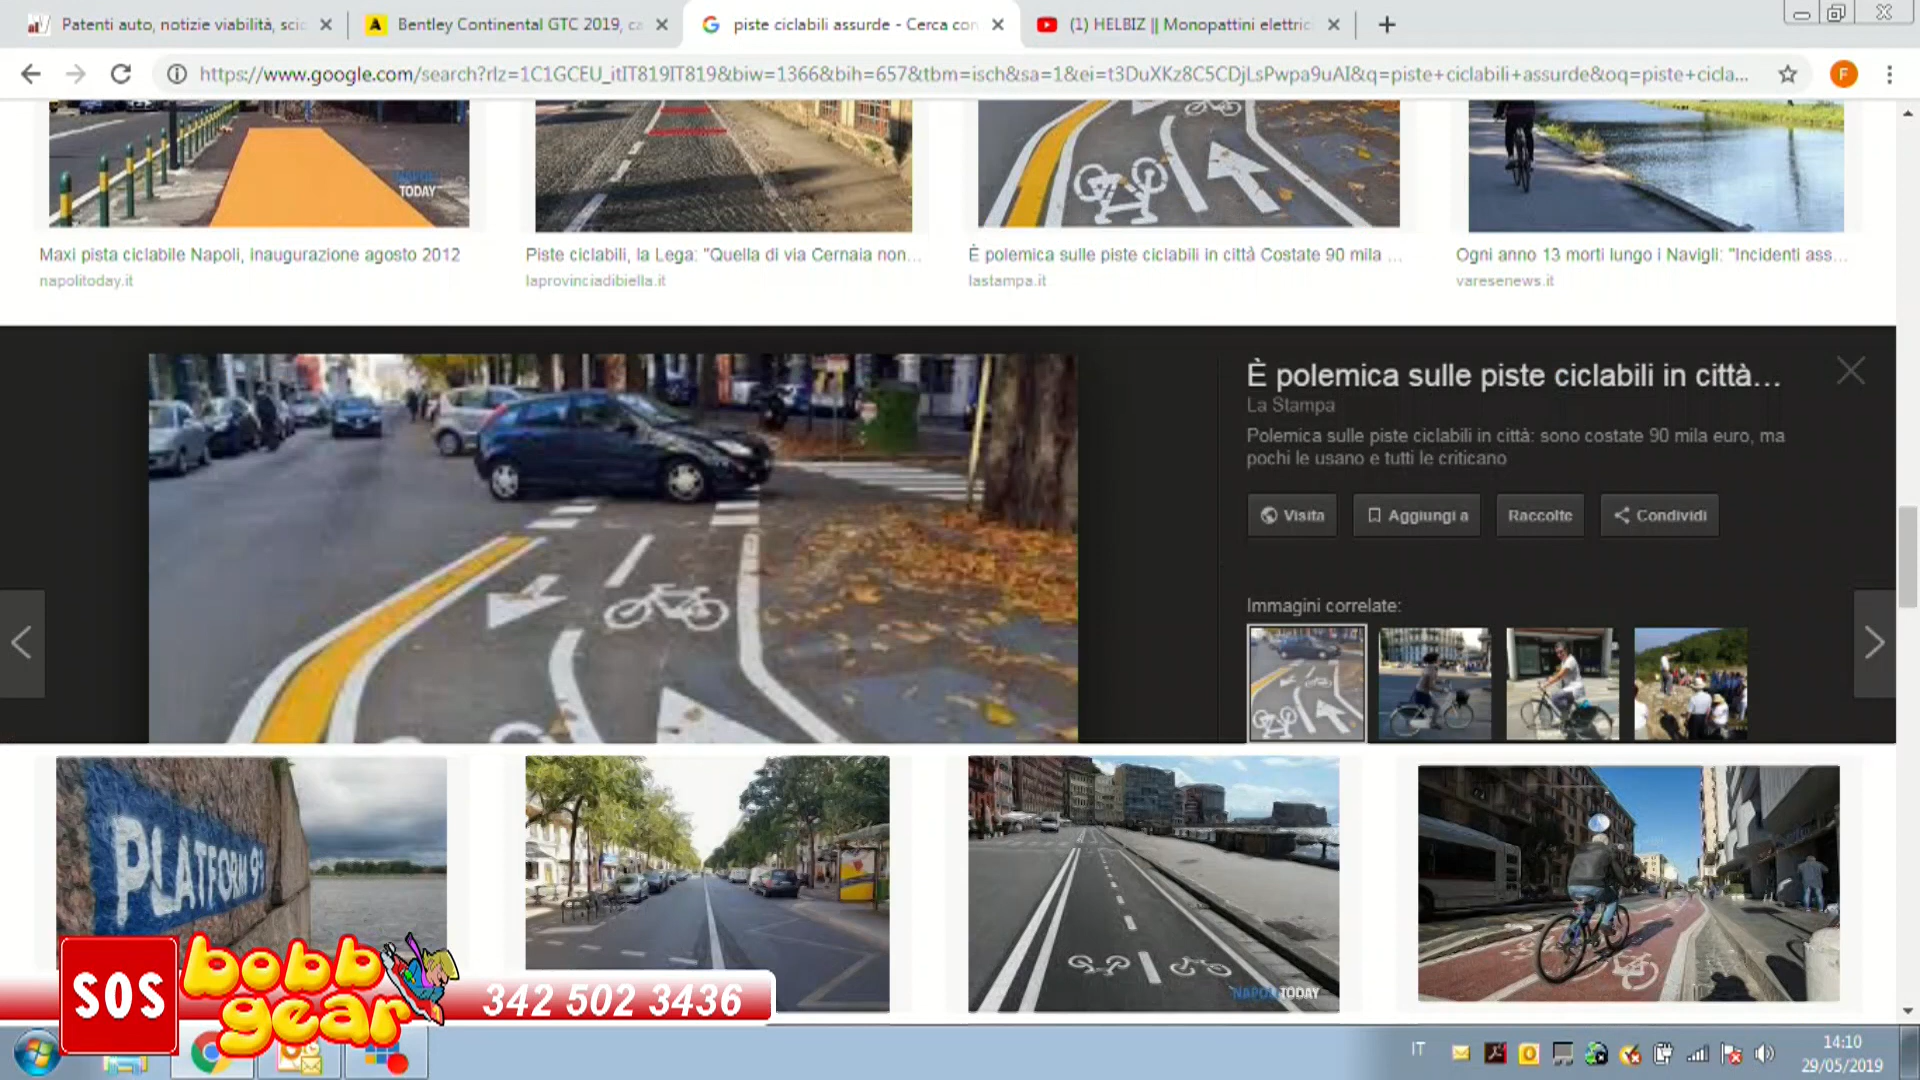 Patenti auto, notizie viabilità, scio
Bentley Continental GTC 2019, ca
piste ciclabili assurde - Cerca con
(1) HELBIZ || Monopattini elettric
https://www.google.com/search?rlz=1C1GCEU_itIT819IT819&biw=1366&bih=657&tbm=isch&sa=1&ei=t3DuXKz8C5CDjLsPwpa9uAI&q=piste+ciclabili+assurde&oq=piste+cicla...
F
TODAY
Maxi pista ciclabile Napoli, inaugurazione agosto 2012
napolitoday.it
Piste ciclabili, la Lega: "Quella di via Cernaia non...
laprovinciadibiella.it
È polemica sulle piste ciclabili in città Costate 90 mila ...
lastampa.it
Ogni anno 13 morti lungo i Navigli: "Incidenti ass...
varesenews.it
È polemica sulle piste ciclabili in città...
La Stampa
Polemica sulle piste ciclabili in città: sono costate 90 mila euro, ma
pochi le usano e tutti le criticano
Visita
Aggiungi a
Raccolte
Condividi
Immagini correlate:
PLATFORM 9¾
NAPOLI TODAY
SOS
bobb
gear
342 502 3436
IT
14:10
29/05/2019